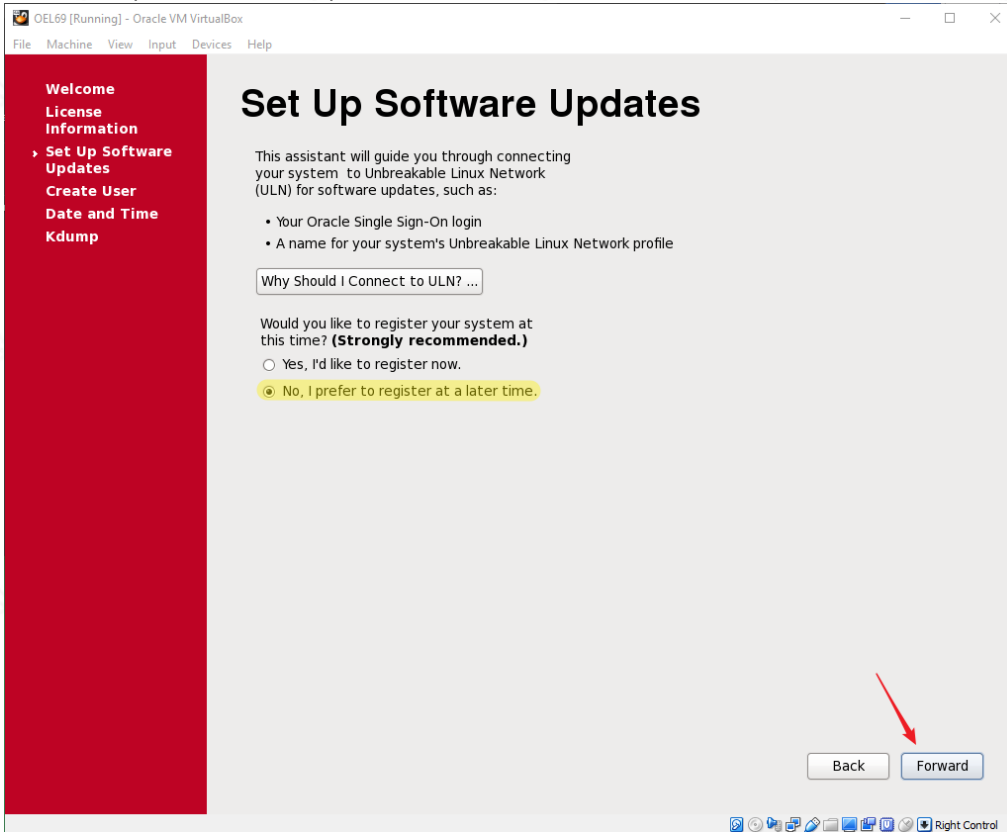 OEL69 [Running] - Oracle VM VirtualBox
File Machine View Input Devices Help
Welcome
License
Information
Set Up Software
Updates
Create User
Date and Time
Kdump
Set Up Software Updates
This assistant will guide you through connecting
your system to Unbreakable Linux Network
(ULN) for software updates, such as:
• Your Oracle Single Sign-On login
• A name for your system's Unbreakable Linux Network profile
Why Should I Connect to ULN? ...
Would you like to register your system at
this time? (Strongly recommended.)
Yes, I'd like to register now.
No, I prefer to register at a later time.
Back Forward
Right Control